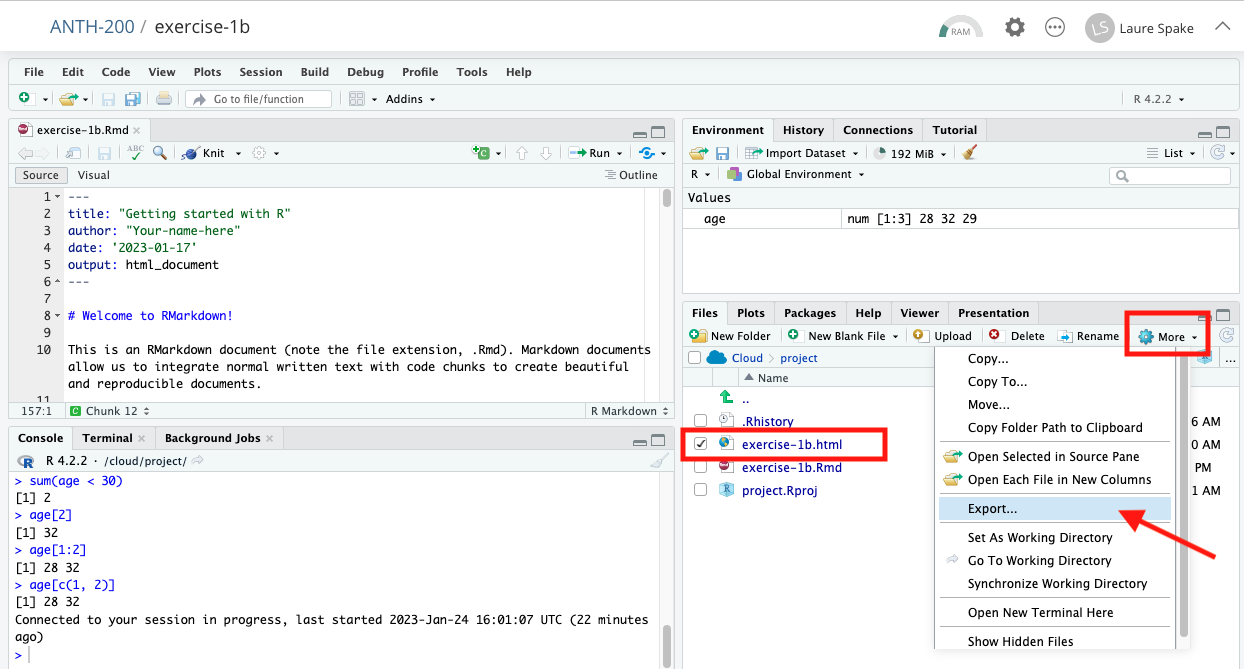 ANTH-200 / exercise-1b
RAM
LS
Laure Spake
File Edit Code View Plots Session Build Debug Profile Tools Help
Go to file/function
Addins
R 4.2.2
exercise-1b.Rmd
ABC
Knit
Run
Source Visual
Outline
1 ---
2 title: "Getting started with R"
3 author: "Your-name-here"
4 date: '2023-01-17'
5 output: html_document
6 ---
7
8 # Welcome to RMarkdown!
9
10 This is an RMarkdown document (note the file extension, .Rmd). Markdown documents
allow us to integrate normal written text with code chunks to create beautiful
and reproducible documents.
11
157:1 C Chunk 12
R Markdown
Console Terminal Background Jobs
R 4.2.2 · /cloud/project/
> sum(age < 30)
[1] 2
> age[2]
[1] 32
> age[1:2]
[1] 28 32
> age[c(1, 2)]
[1] 28 32
Connected to your session in progress, last started 2023-Jan-24 16:01:07 UTC (22 minutes
ago)
>
Environment History Connections Tutorial
Import Dataset
192 MiB
List
R
Global Environment
Values
age num [1:3] 28 32 29
Files Plots Packages Help Viewer Presentation
New Folder New Blank File Upload Delete Rename More
Cloud project
...
Name
..
.Rhistory 6 AM
exercise-1b.html 0 AM
exercise-1b.Rmd PM
project.Rproj 1 AM
Copy...
Copy To...
Move...
Copy Folder Path to Clipboard
Open Selected in Source Pane
Open Each File in New Columns
Export...
Set As Working Directory
Go To Working Directory
Synchronize Working Directory
Open New Terminal Here
Show Hidden Files